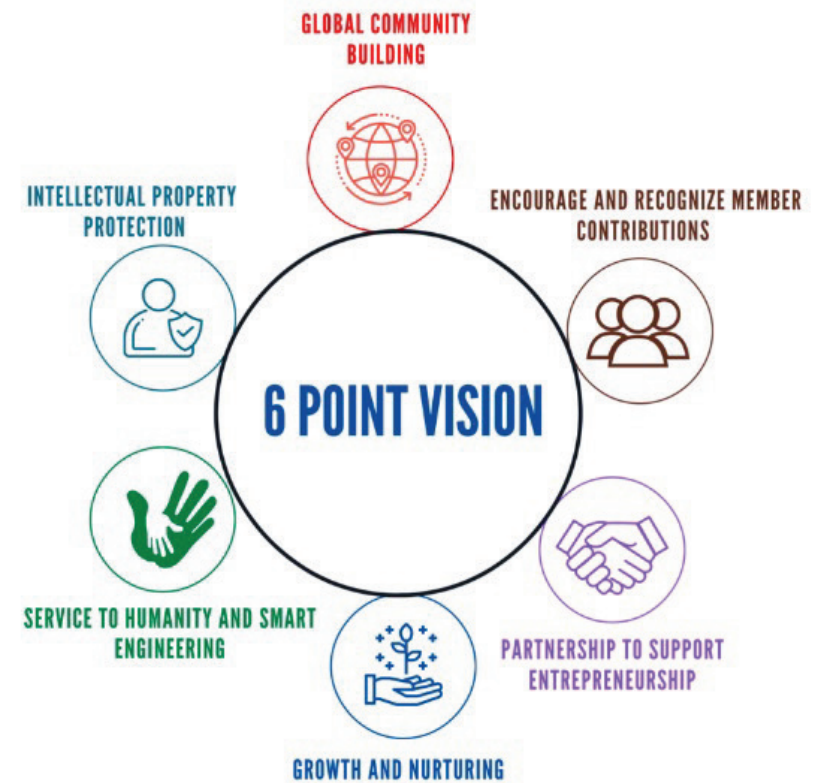 GLOBAL COMMUNITY
BUILDING
ENCOURAGE AND RECOGNIZE MEMBER
CONTRIBUTIONS
INTELLECTUAL PROPERTY
PROTECTION
6 POINT VISION
SERVICE TO HUMANITY AND SMART
ENGINEERING
PARTNERSHIP TO SUPPORT
ENTREPRENEURSHIP
GROWTH AND NURTURING